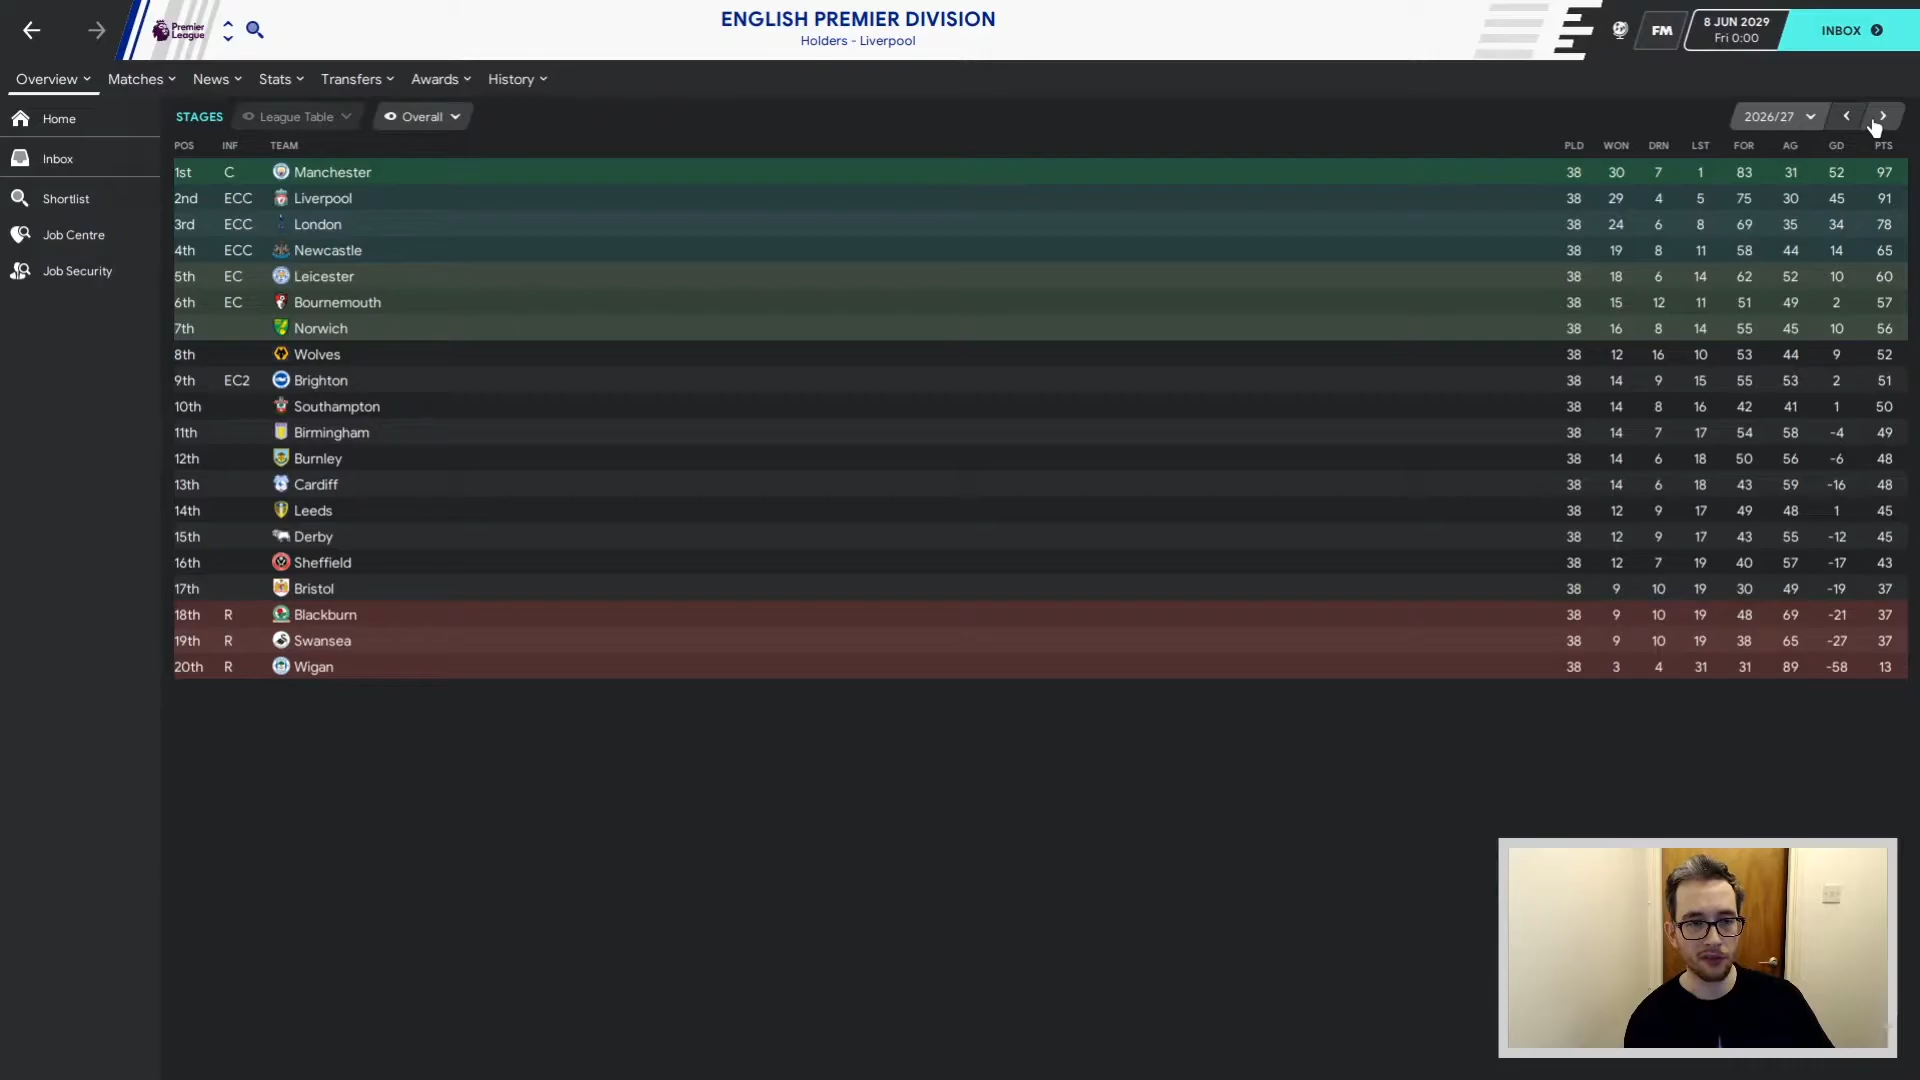 Premier League
ENGLISH PREMIER DIVISION
Holders - Liverpool
FM
8 JUN 2029
Fri 0:00
INBOX
Overview Matches News Stats Transfers Awards History
Home
Inbox
Shortlist
Job Centre
Job Security
STAGES League Table Overall 2026/27
POS INF TEAM PLD WON DRN LST FOR AG GD PTS
1st C Manchester 38 30 7 1 83 31 52 97
2nd ECC Liverpool 38 29 4 5 75 30 45 91
3rd ECC London 38 24 6 8 69 35 34 78
4th ECC Newcastle 38 19 8 11 58 44 14 65
5th EC Leicester 38 18 6 14 62 52 10 60
6th EC Bournemouth 38 15 12 11 51 49 2 57
7th Norwich 38 16 8 14 55 45 10 56
8th Wolves 38 12 16 10 53 44 9 52
9th EC2 Brighton 38 14 9 15 55 53 2 51
10th Southampton 38 14 8 16 42 41 1 50
11th Birmingham 38 14 7 17 54 58 -4 49
12th Burnley 38 14 6 18 50 56 -6 48
13th Cardiff 38 14 6 18 43 59 -16 48
14th Leeds 38 12 9 17 49 48 1 45
15th Derby 38 12 9 17 43 55 -12 45
16th Sheffield 38 12 7 19 40 57 -17 43
17th Bristol 38 9 10 19 30 49 -19 37
18th R Blackburn 38 9 10 19 48 69 -21 37
19th R Swansea 38 9 10 19 38 65 -27 37
20th R Wigan 38 3 4 31 31 89 -58 13